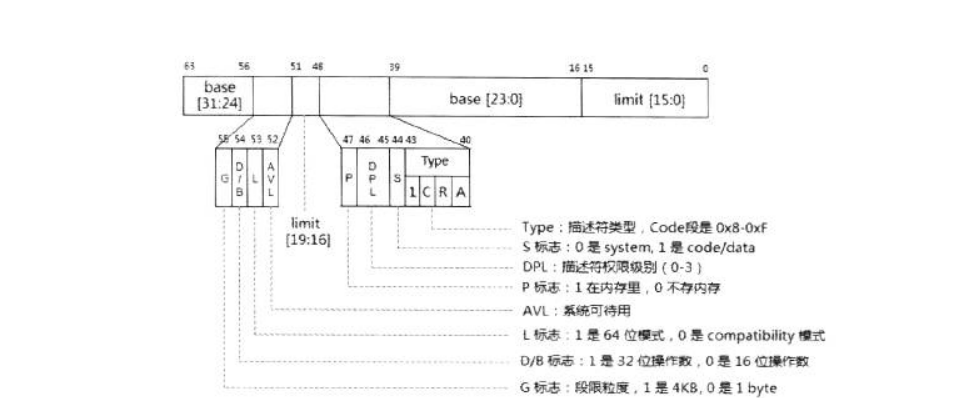 63 56 51 48 39 16 15 0
base [31:24]
base [23:0]
limit [15:0]
55 54 53 52
47 46 45 44 43 40
G D/B L AVL
P DPL S Type
1 C R A
limit [19:16]
Type：描述符类型，Code段是 0x8-0xF
S 标志：0 是 system, 1 是 code/data
DPL：描述符权限级别（0-3）
P 标志：1 在内存里，0 不存内存
AVL：系统可待用
L 标志：1 是 64 位模式，0 是 compatibility 模式
D/B 标志：1 是 32 位操作数，0 是 16 位操作数
G 标志：段限粒度，1 是 4KB, 0 是 1 byte